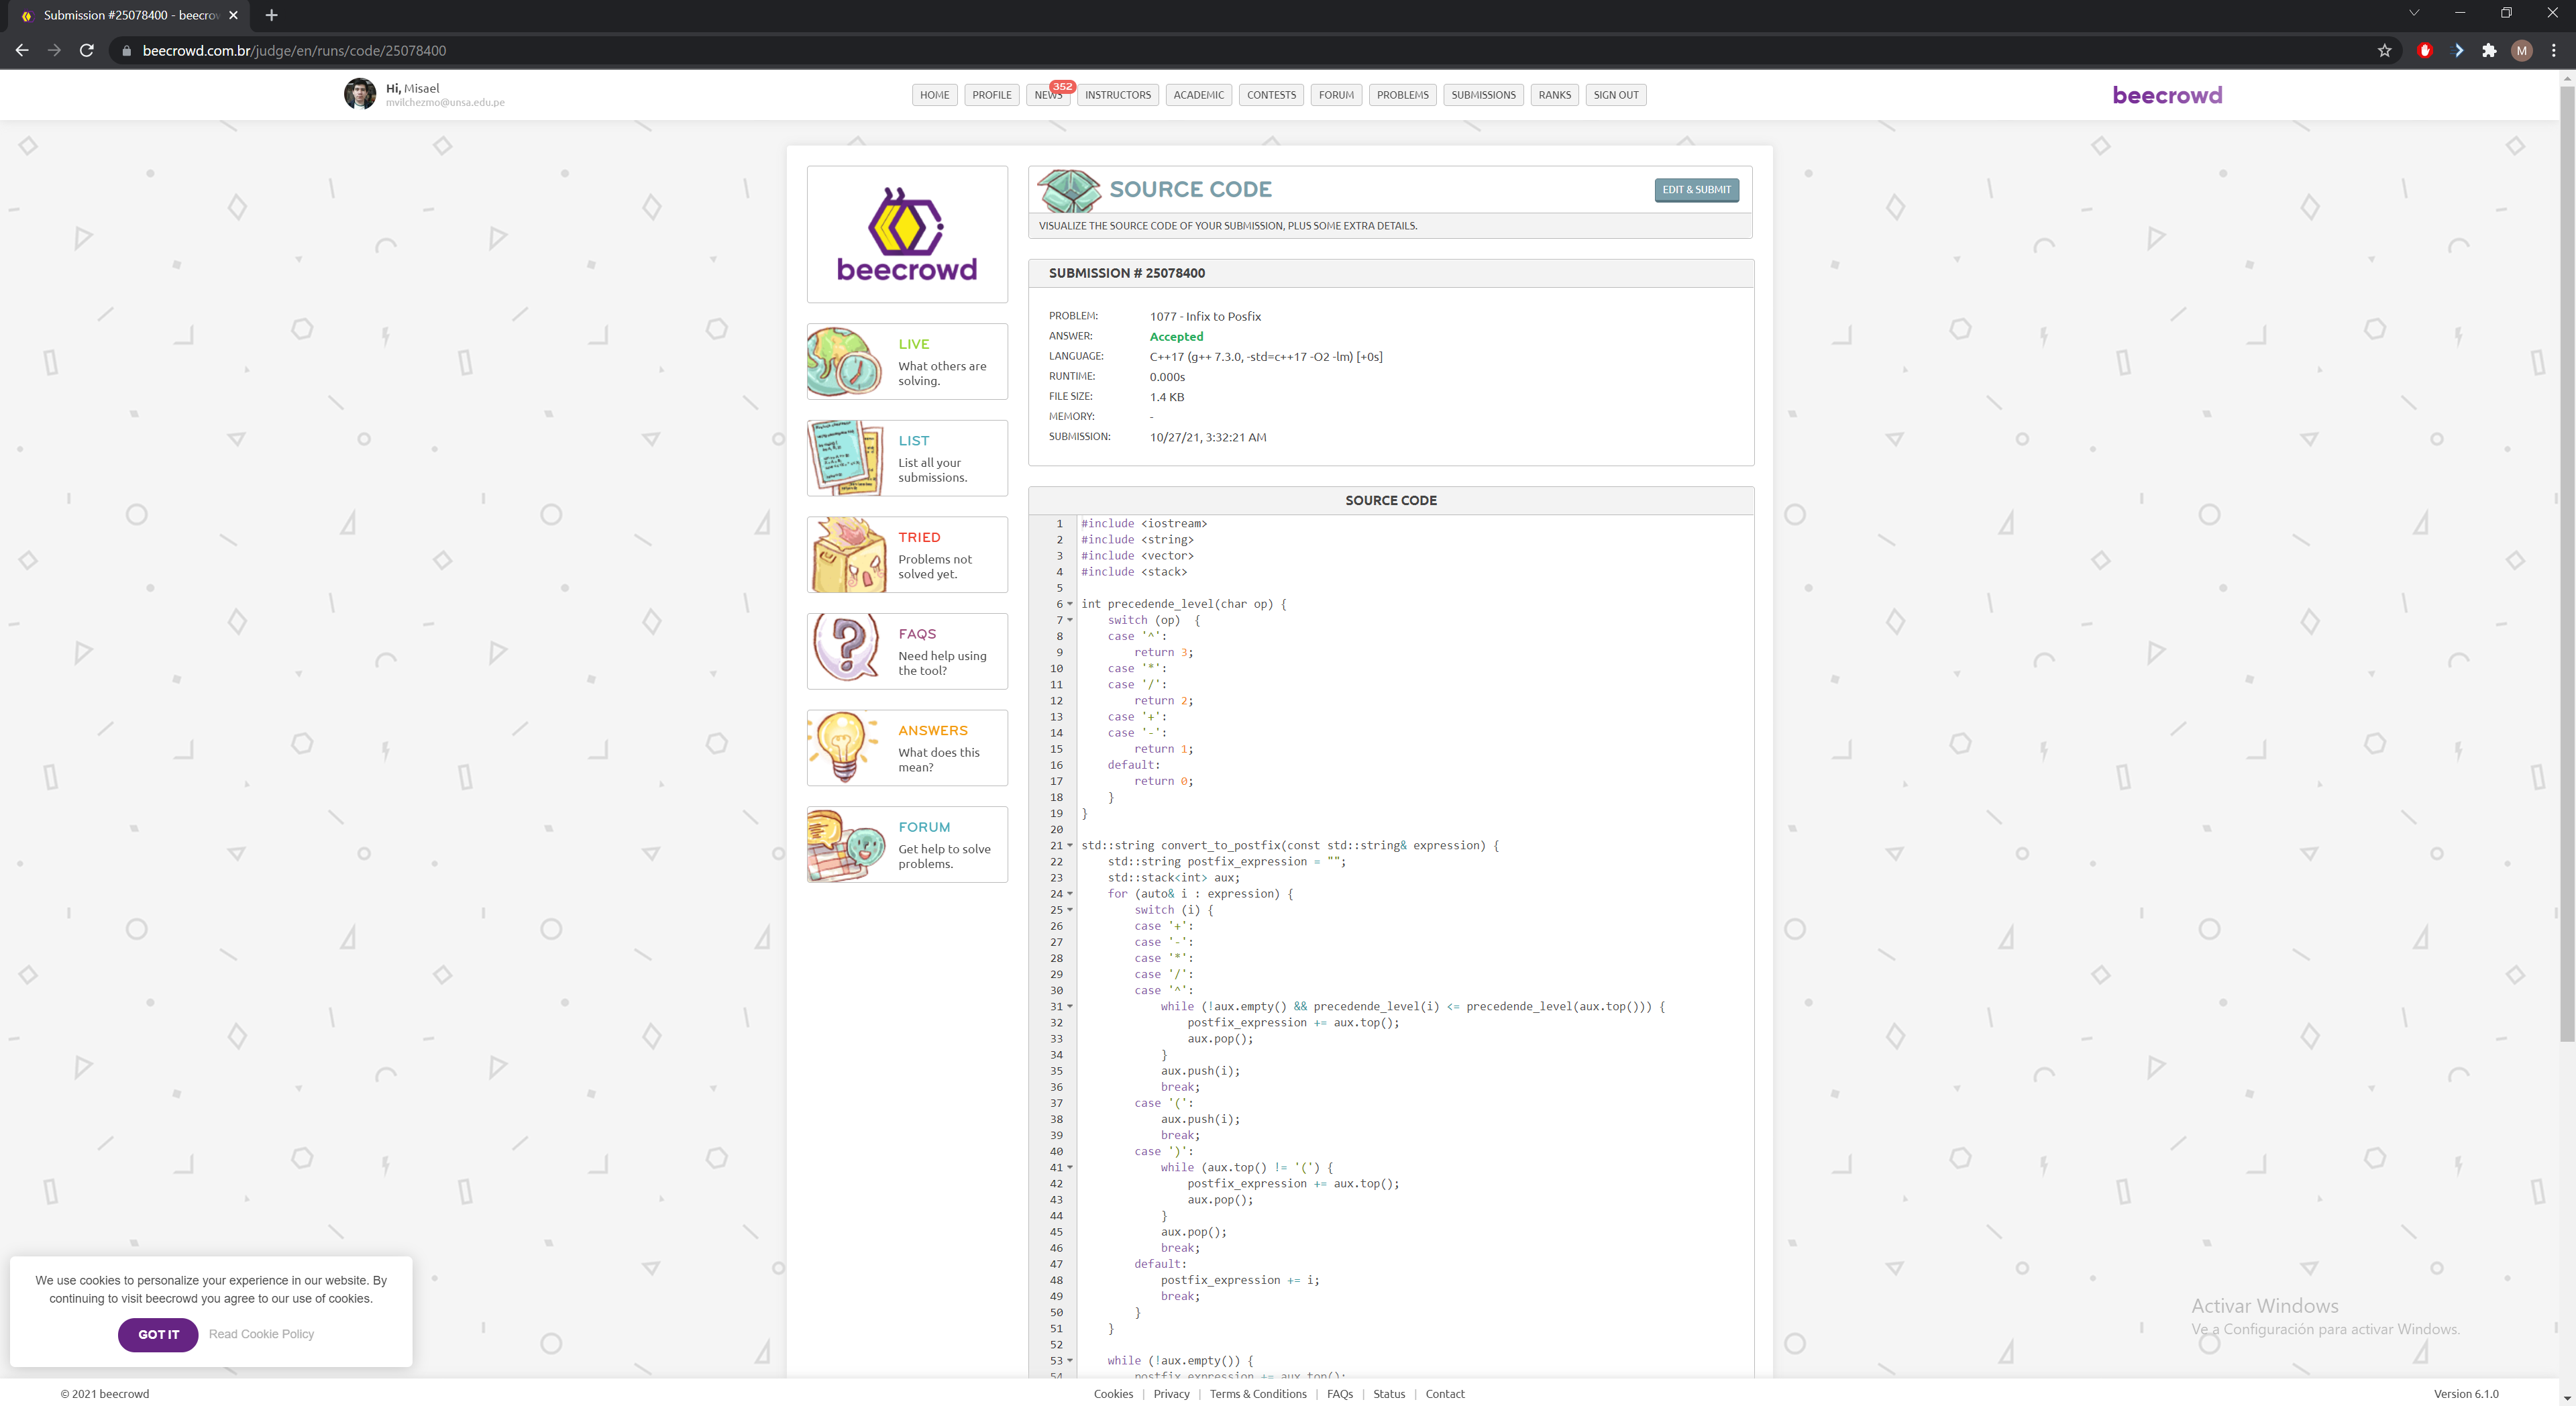 Submission #25078400 - beecrow
beecrowd.com.br/judge/en/runs/code/25078400
M
Hi, Misael
mvilchezmo@unsa.edu.pe
HOME
PROFILE
NEWS
352
INSTRUCTORS
ACADEMIC
CONTESTS
FORUM
PROBLEMS
SUBMISSIONS
RANKS
SIGN OUT
beecrowd
beecrowd
LIVE
What others are
solving.
LIST
List all your
submissions.
TRIED
Problems not
solved yet.
FAQS
Need help using
the tool?
ANSWERS
What does this
mean?
FORUM
Get help to solve
problems.
SOURCE CODE
EDIT & SUBMIT
VISUALIZE THE SOURCE CODE OF YOUR SUBMISSION, PLUS SOME EXTRA DETAILS.
SUBMISSION # 25078400
PROBLEM: 1077 - Infix to Posfix
ANSWER: Accepted
LANGUAGE: C++17 (g++ 7.3.0, -std=c++17 -O2 -lm) [+0s]
RUNTIME: 0.000s
FILE SIZE: 1.4 KB
MEMORY: -
SUBMISSION: 10/27/21, 3:32:21 AM
SOURCE CODE
1 #include <iostream>
2 #include <string>
3 #include <vector>
4 #include <stack>
5
6 int precedende_level(char op) {
7     switch (op)  {
8     case '^':
9         return 3;
10     case '*':
11     case '/':
12         return 2;
13     case '+':
14     case '-':
15         return 1;
16     default:
17         return 0;
18     }
19 }
20
21 std::string convert_to_postfix(const std::string& expression) {
22     std::string postfix_expression = "";
23     std::stack<int> aux;
24     for (auto& i : expression) {
25         switch (i) {
26         case '+':
27         case '-':
28         case '*':
29         case '/':
30         case '^':
31             while (!aux.empty() && precedende_level(i) <= precedende_level(aux.top())) {
32                 postfix_expression += aux.top();
33                 aux.pop();
34             }
35             aux.push(i);
36             break;
37         case '(':
38             aux.push(i);
39             break;
40         case ')':
41             while (aux.top() != '(') {
42                 postfix_expression += aux.top();
43                 aux.pop();
44             }
45             aux.pop();
46             break;
47         default:
48             postfix_expression += i;
49             break;
50         }
51     }
52
53     while (!aux.empty()) {
54         postfix_expression += aux.top();
We use cookies to personalize your experience in our website. By
continuing to visit beecrowd you agree to our use of cookies.
GOT IT
Read Cookie Policy
Activar Windows
Ve a Configuración para activar Windows.
© 2021 beecrowd
Cookies | Privacy | Terms & Conditions | FAQs | Status | Contact
Version 6.1.0